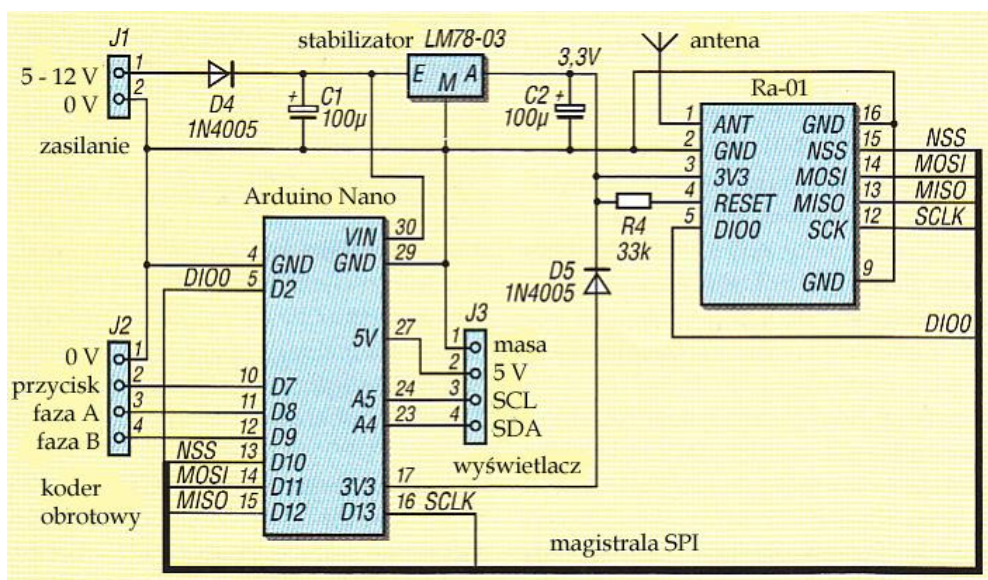 J1
5 - 12 V
0 V
1
2
zasilanie
D4
1N4005
+
C1
100µ
stabilizator LM78-03
E
M
A
3,3V
+
C2
100µ
antena
Ra-01
1 ANT
2 GND
3 3V3
4 RESET
5 DIO0
GND 16
NSS 15 NSS
MOSI 14 MOSI
MISO 13 MISO
SCK 12 SCLK
GND 9
DIO0
R4
33k
D5
1N4005
Arduino Nano
VIN 30
GND 29
5V 27
A5 24
A4 23
3V3 17
D13 16 SCLK
4 GND
DIO0 5 D2
10 D7
11 D8
12 D9
NSS 13 D10
MOSI 14 D11
MISO 15 D12
J2
0 V 1
przycisk 2
faza A 3
faza B 4
koder
obrotowy
J3
1 masa
2 5 V
3 SCL
4 SDA
wyświetlacz
magistrala SPI